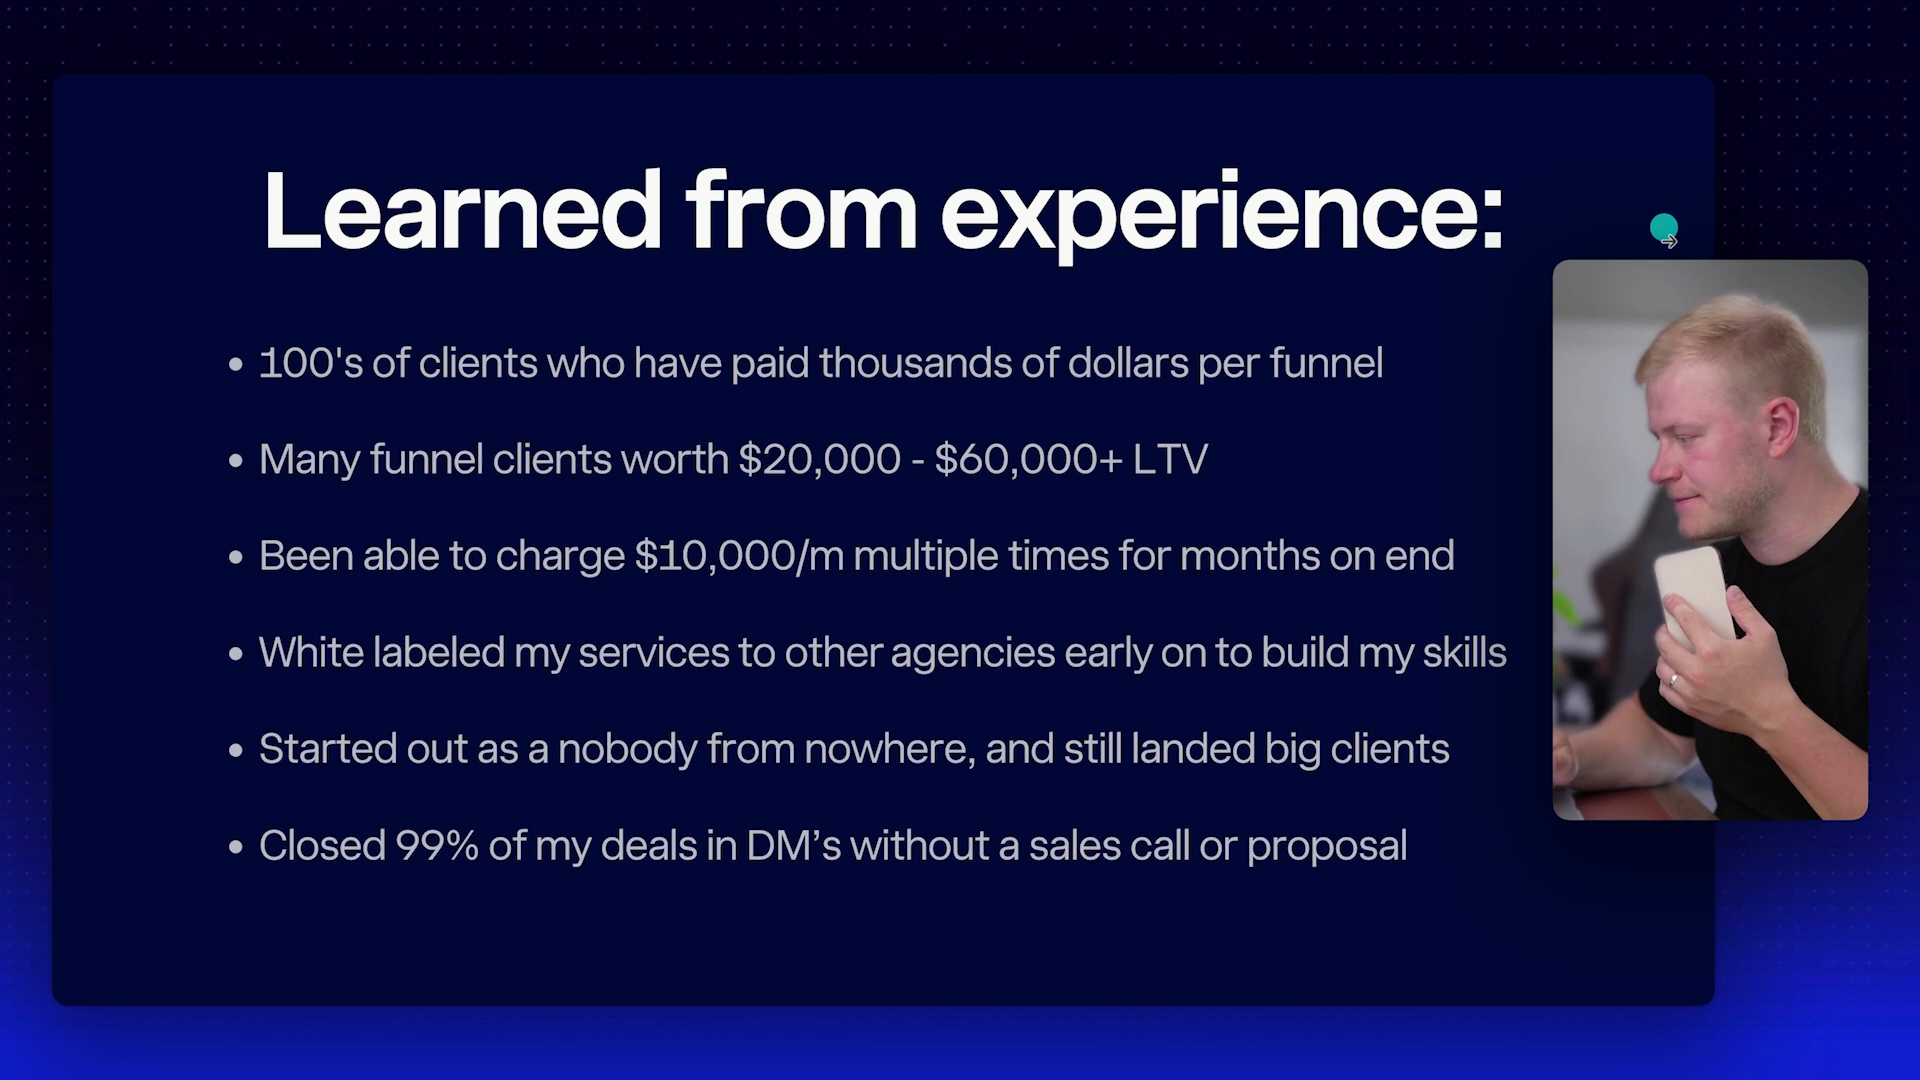 Learned from experience:
• 100's of clients who have paid thousands of dollars per funnel
• Many funnel clients worth $20,000 - $60,000+ LTV
• Been able to charge $10,000/m multiple times for months on end
• White labeled my services to other agencies early on to build my skills
• Started out as a nobody from nowhere, and still landed big clients
• Closed 99% of my deals in DM’s without a sales call or proposal